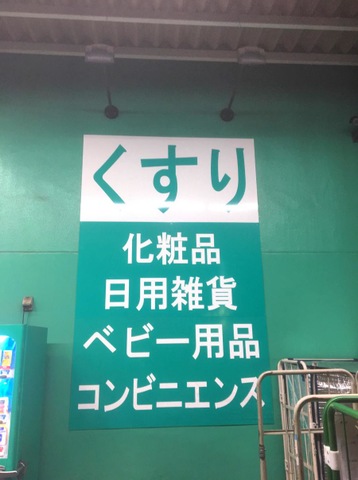 くすり
化粧品
日用雑貨
ベビー用品
コンビニエンス